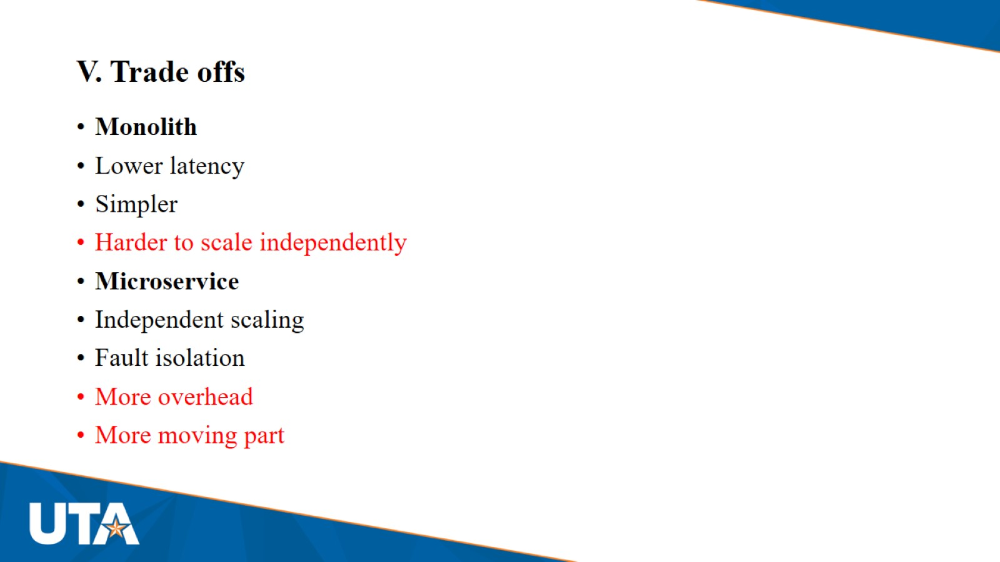 V. Trade offs
• Monolith
• Lower latency
• Simpler
• Harder to scale independently
• Microservice
• Independent scaling
• Fault isolation
• More overhead
• More moving part
UTA